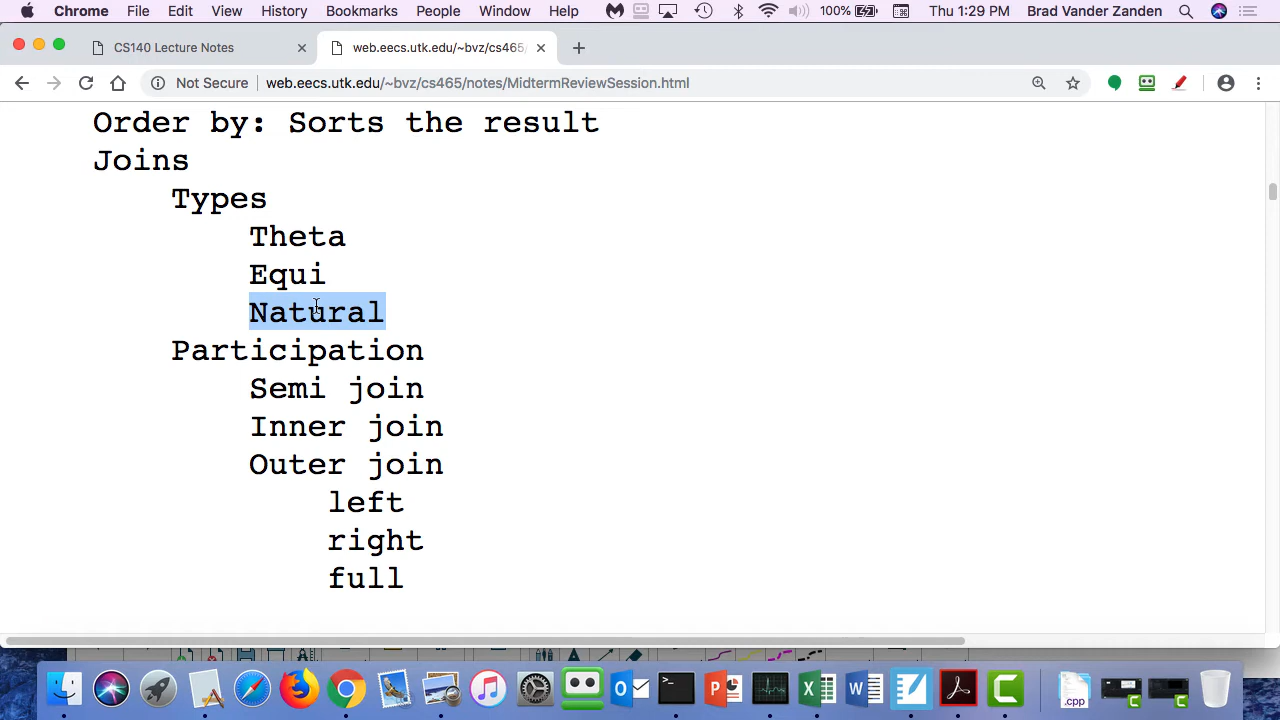 Chrome File Edit View History Bookmarks People Window Help 100% Thu 1:29 PM Brad Vander Zanden
CS140 Lecture Notes
web.eecs.utk.edu/~bvz/cs465/
Not Secure web.eecs.utk.edu/~bvz/cs465/notes/MidtermReviewSession.html
Order by: Sorts the result
Joins
Types
Theta
Equi
Natural
Participation
Semi join
Inner join
Outer join
left
right
full
.cpp